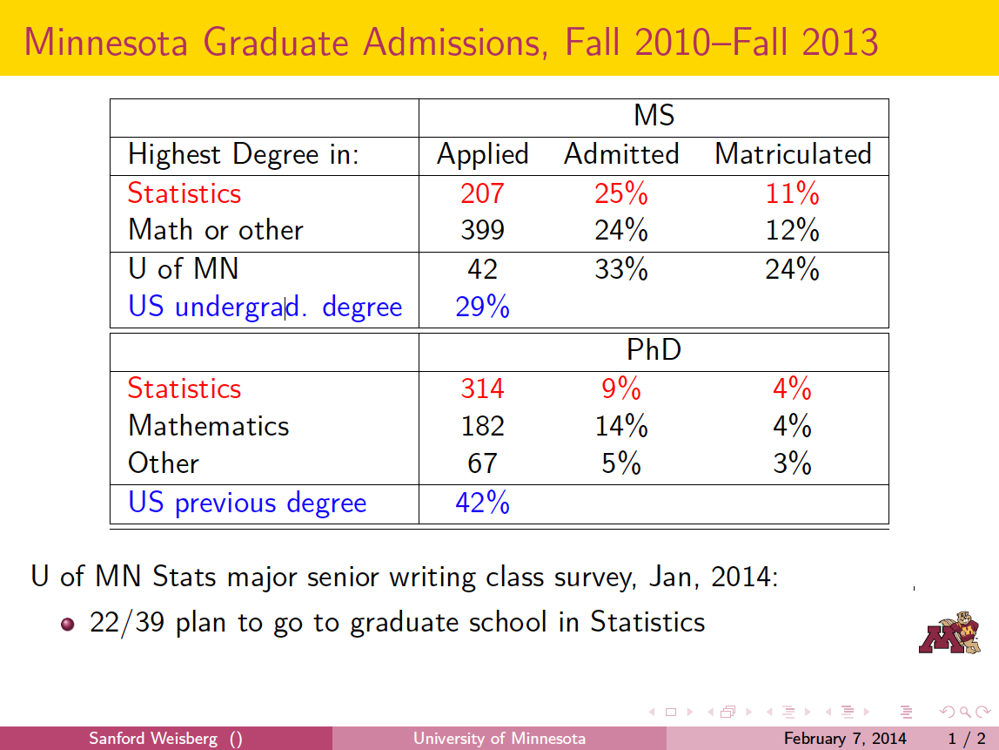 Minnesota Graduate Admissions, Fall 2010–Fall 2013
MS
Highest Degree in: Applied Admitted Matriculated
Statistics 207 25% 11%
Math or other 399 24% 12%
U of MN 42 33% 24%
US undergrad. degree 29%
PhD
Statistics 314 9% 4%
Mathematics 182 14% 4%
Other 67 5% 3%
US previous degree 42%
U of MN Stats major senior writing class survey, Jan, 2014:
22/39 plan to go to graduate school in Statistics
M
Sanford Weisberg () University of Minnesota February 7, 2014 1 / 2